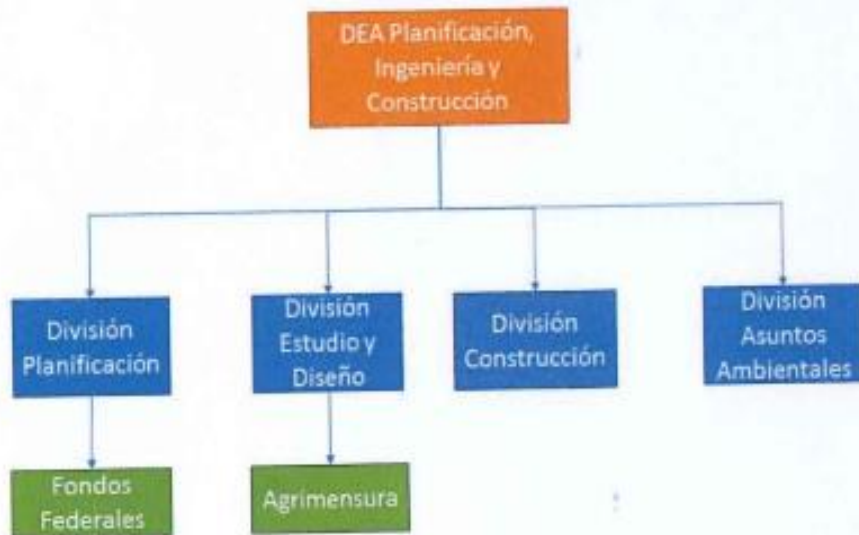 DEA Planificación,
Ingeniería y
Construcción
División
Planificación
División
Estudio y
Diseño
División
Construcción
División
Asuntos
Ambientales
Fondos
Federales
Agrimensura